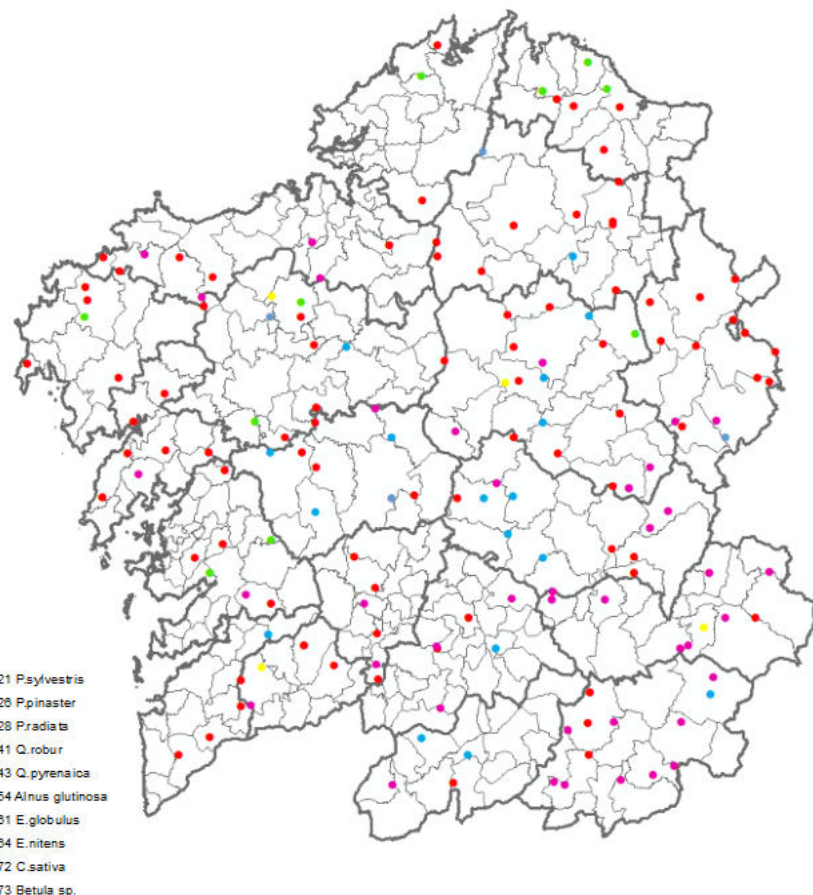 21 P.sylvestris
26 P.pinaster
28 P.radiata
41 Q.robur
43 Q.pyrenaica
54 Alnus glutinosa
61 E.globulus
64 E.nitens
72 C.sativa
73 Betula sp.